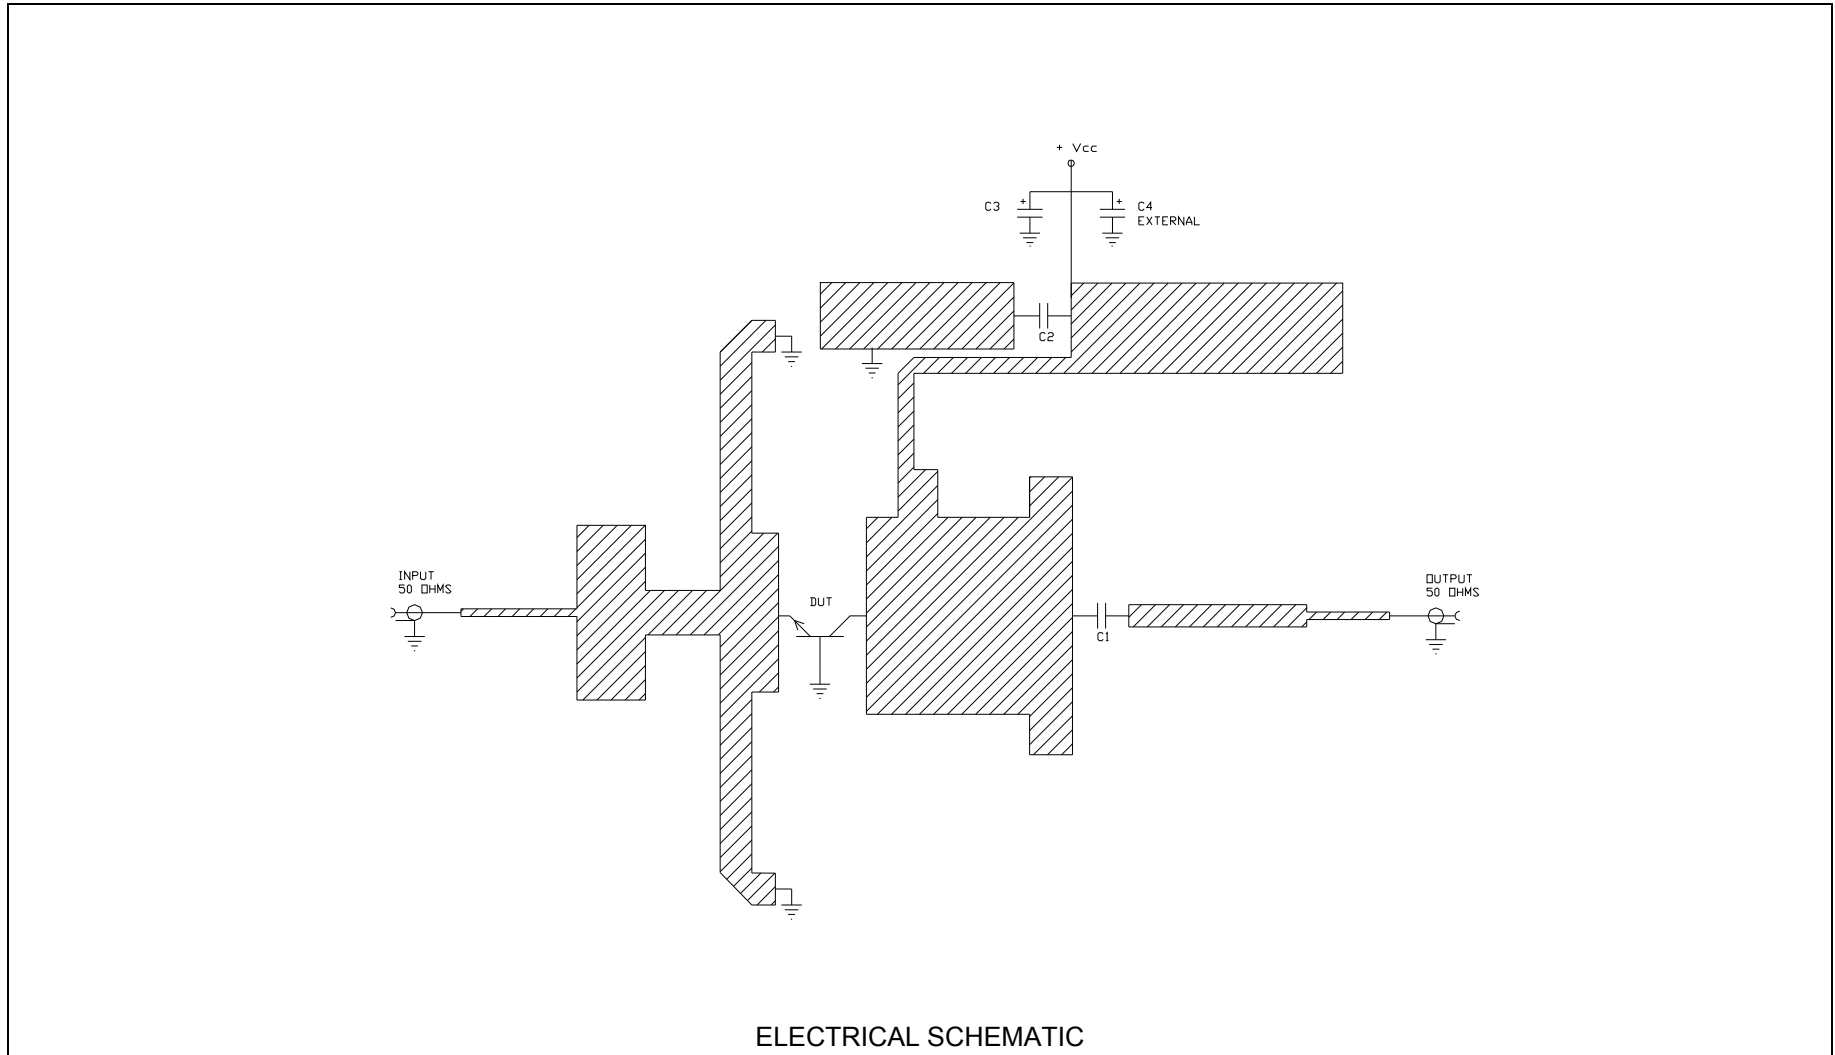 + Vcc
C3
+
+
C4
EXTERNAL
C2
INPUT
50 OHMS
DUT
OUTPUT
50 OHMS
C1
ELECTRICAL SCHEMATIC